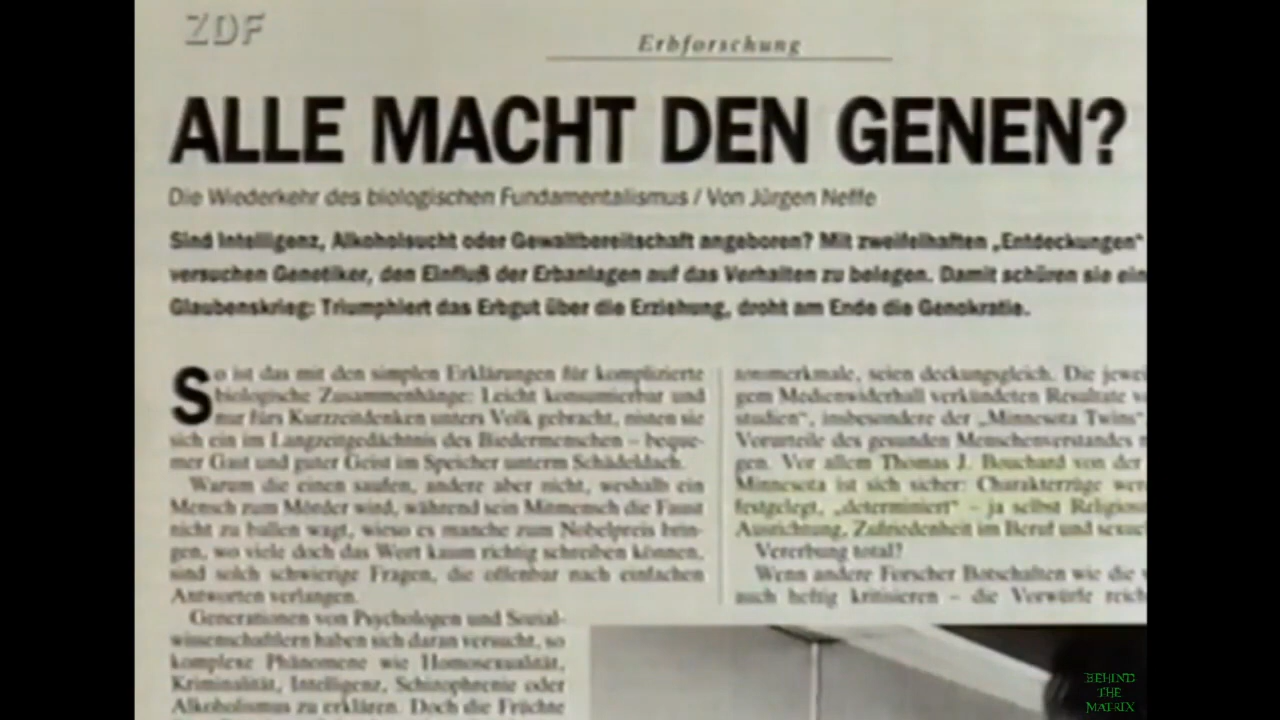 ZDF
Erbforschung
ALLE MACHT DEN GENEN?
Die Wiederkehr des biologischen Fundamentalismus / Von Jürgen Neffe
Sind Intelligenz, Alkoholsucht oder Gewaltbereitschaft angeboren? Mit zweifelhaften „Entdeckungen“
versuchen Genetiker, den Einfluß der Erbanlagen auf das Verhalten zu belegen. Damit schüren sie ein
Glaubenskrieg: Triumphiert das Erbgut über die Erziehung, droht am Ende die Genokratie.
So ist das mit den simplen Erklärungen für komplizierte
biologische Zusammenhänge: Leicht konsumierbar und
nur fürs Kurzzeitdenken unters Volk gebracht, nisten sie
sich ein im Langzeitgedächtnis des Biedermenschen – beque-
mer Gast und guter Geist im Speicher unterm Schädeldach.
Warum die einen saufen, andere aber nicht, weshalb ein
Mensch zum Mörder wird, während sein Mitmensch die Faust
nicht zu ballen wagt, wieso es manche zum Nobelpreis brin-
gen, wo viele doch das Wort kaum richtig schreiben können,
sind solch schwierige Fragen, die offenbar nach einfachen
Antworten verlangen.
Generationen von Psychologen und Sozial-
wissenschaftlern haben sich daran versucht, so
komplexe Phänomene wie Homosexualität,
Kriminalität, Intelligenz, Schizophrenie oder
Alkoholismus zu erklären. Doch die Früchte
sonmerkmale, seien deckungsgleich. Die jewei
gem Medienwiderhall verkündeten Resultate v
studien“, insbesondere der „Minnesota Twins“
Vorurteile des gesunden Menschenverstandes
gen. Vor allem Thomas J. Bouchard von der
Minnesota ist sich sicher: Charakterzüge wer
festgelegt, „determiniert“ – ja selbst Religios
Ausrichtung, Zufriedenheit im Beruf und sexue
Vererbung total?
Wenn andere Forscher Botschaften wie die
auch heftig kritisieren – die Vorwürfe reich
BEHIND
THE
MATRIX